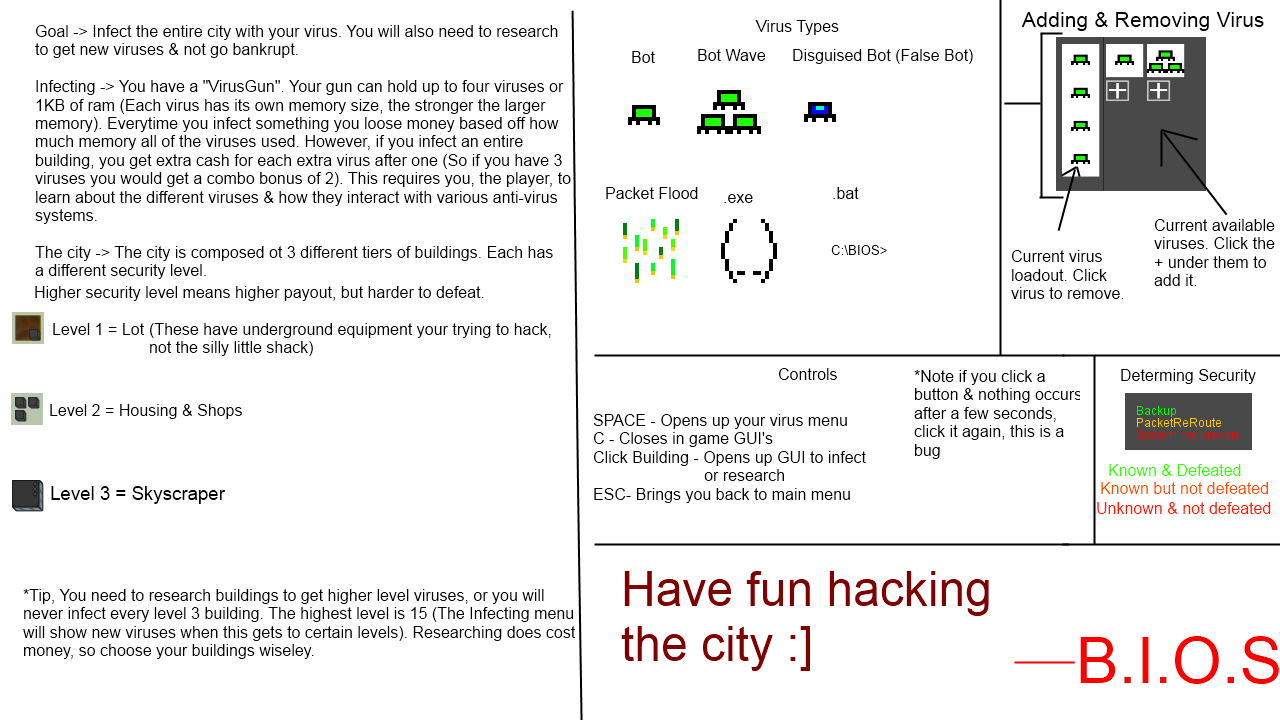 Goal -> Infect the entire city with your virus. You will also need to research
to get new viruses & not go bankrupt.
Infecting -> You have a "VirusGun". Your gun can hold up to four viruses or
1KB of ram (Each virus has its own memory size, the stronger the larger
memory). Everytime you infect something you loose money based off how
much memory all of the viruses used. However, if you infect an entire
building, you get extra cash for each extra virus after one (So if you have 3
viruses you would get a combo bonus of 2). This requires you, the player, to
learn about the different viruses & how they interact with various anti-virus
systems.
The city -> The city is composed ot 3 different tiers of buildings. Each has
a different security level.
Higher security level means higher payout, but harder to defeat.
Level 1 = Lot (These have underground equipment your trying to hack,
not the silly little shack)
Level 2 = Housing & Shops
Level 3 = Skyscraper
*Tip, You need to research buildings to get higher level viruses, or you will
never infect every level 3 building. The highest level is 15 (The Infecting menu
will show new viruses when this gets to certain levels). Researching does cost
money, so choose your buildings wiseley.
Virus Types
Bot
Bot Wave
Disguised Bot (False Bot)
Packet Flood
.exe
.bat
C:\BIOS>
Adding & Removing Virus
Current virus
loadout. Click
virus to remove.
Current available
viruses. Click the
+ under them to
add it.
Controls
SPACE - Opens up your virus menu
C - Closes in game GUI's
Click Building - Opens up GUI to infect
or research
ESC- Brings you back to main menu
*Note if you click a
button & nothing occurs
after a few seconds,
click it again, this is a
bug
Determing Security
Backup
PacketReRoute
System not broken
Known & Defeated
Known but not defeated
Unknown & not defeated
Have fun hacking
the city :]
B.I.O.S